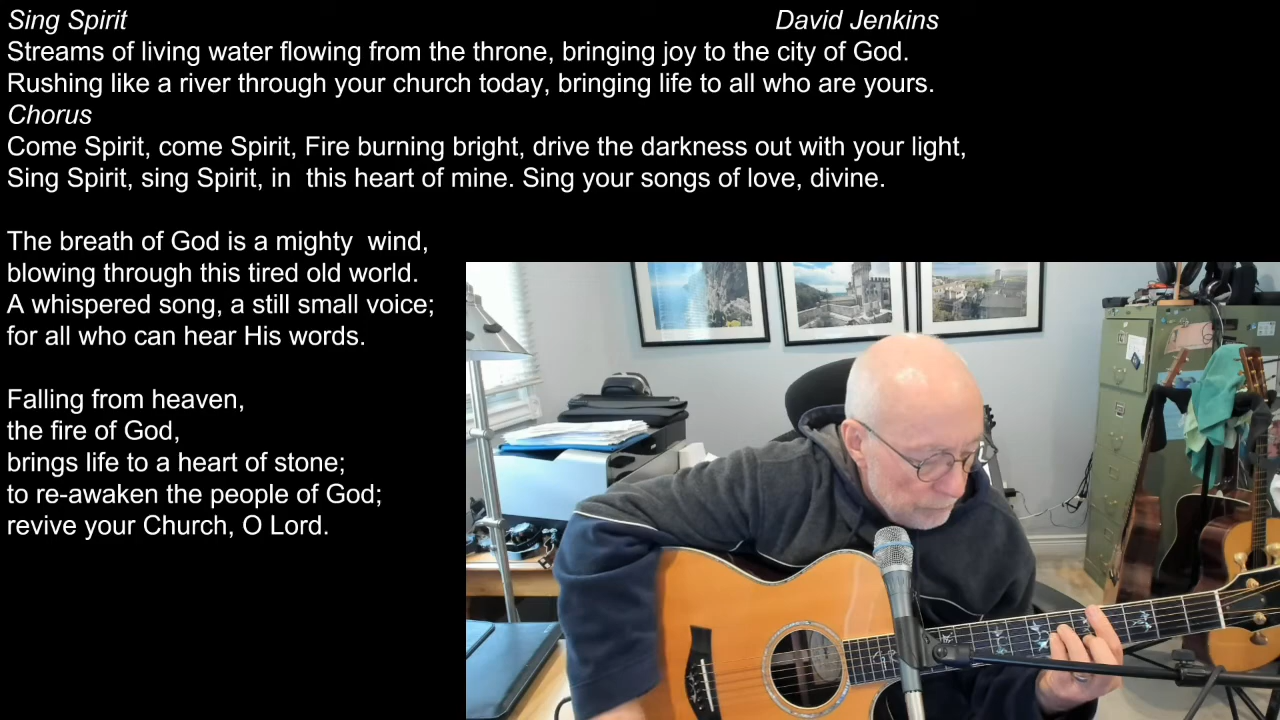 Sing Spirit David Jenkins
Streams of living water flowing from the throne, bringing joy to the city of God.
Rushing like a river through your church today, bringing life to all who are yours.
Chorus
Come Spirit, come Spirit, Fire burning bright, drive the darkness out with your light,
Sing Spirit, sing Spirit, in  this heart of mine. Sing your songs of love, divine.
The breath of God is a mighty  wind,
blowing through this tired old world.
A whispered song, a still small voice;
for all who can hear His words.
Falling from heaven,
the fire of God,
brings life to a heart of stone;
to re-awaken the people of God;
revive your Church, O Lord.